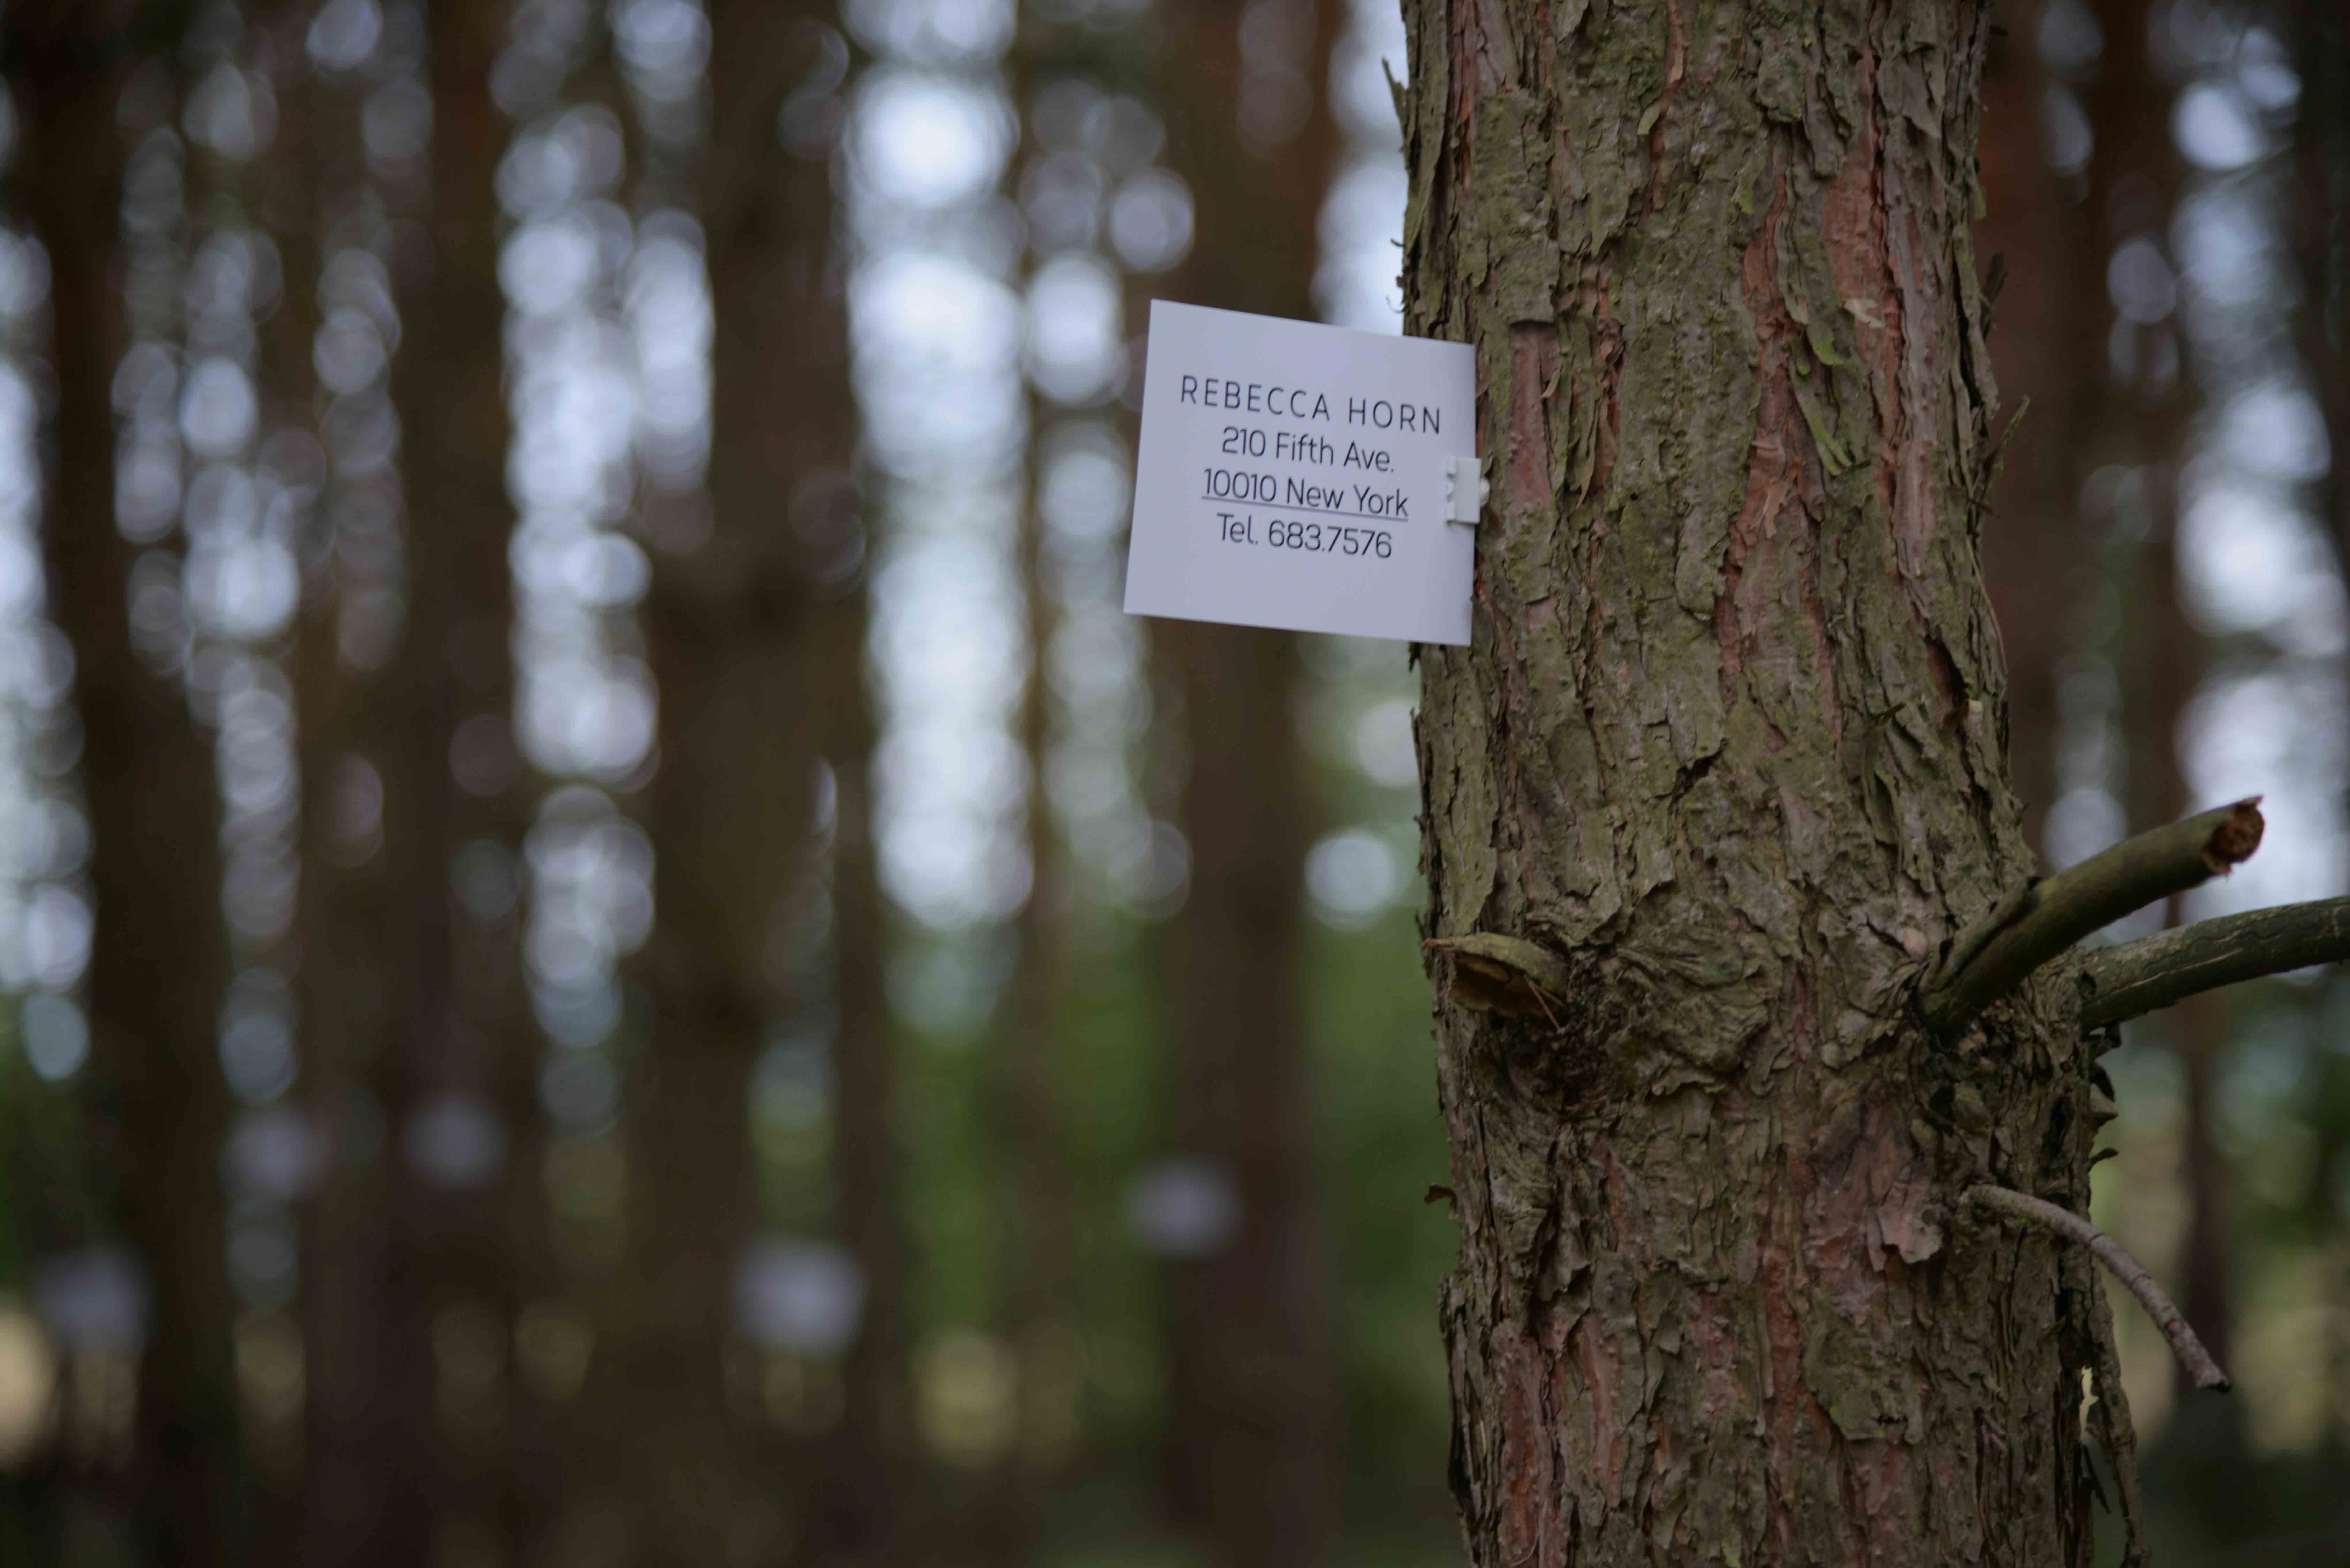 REBECCA HORN
210 Fifth Ave.
10010 New York
Tel. 683.7576